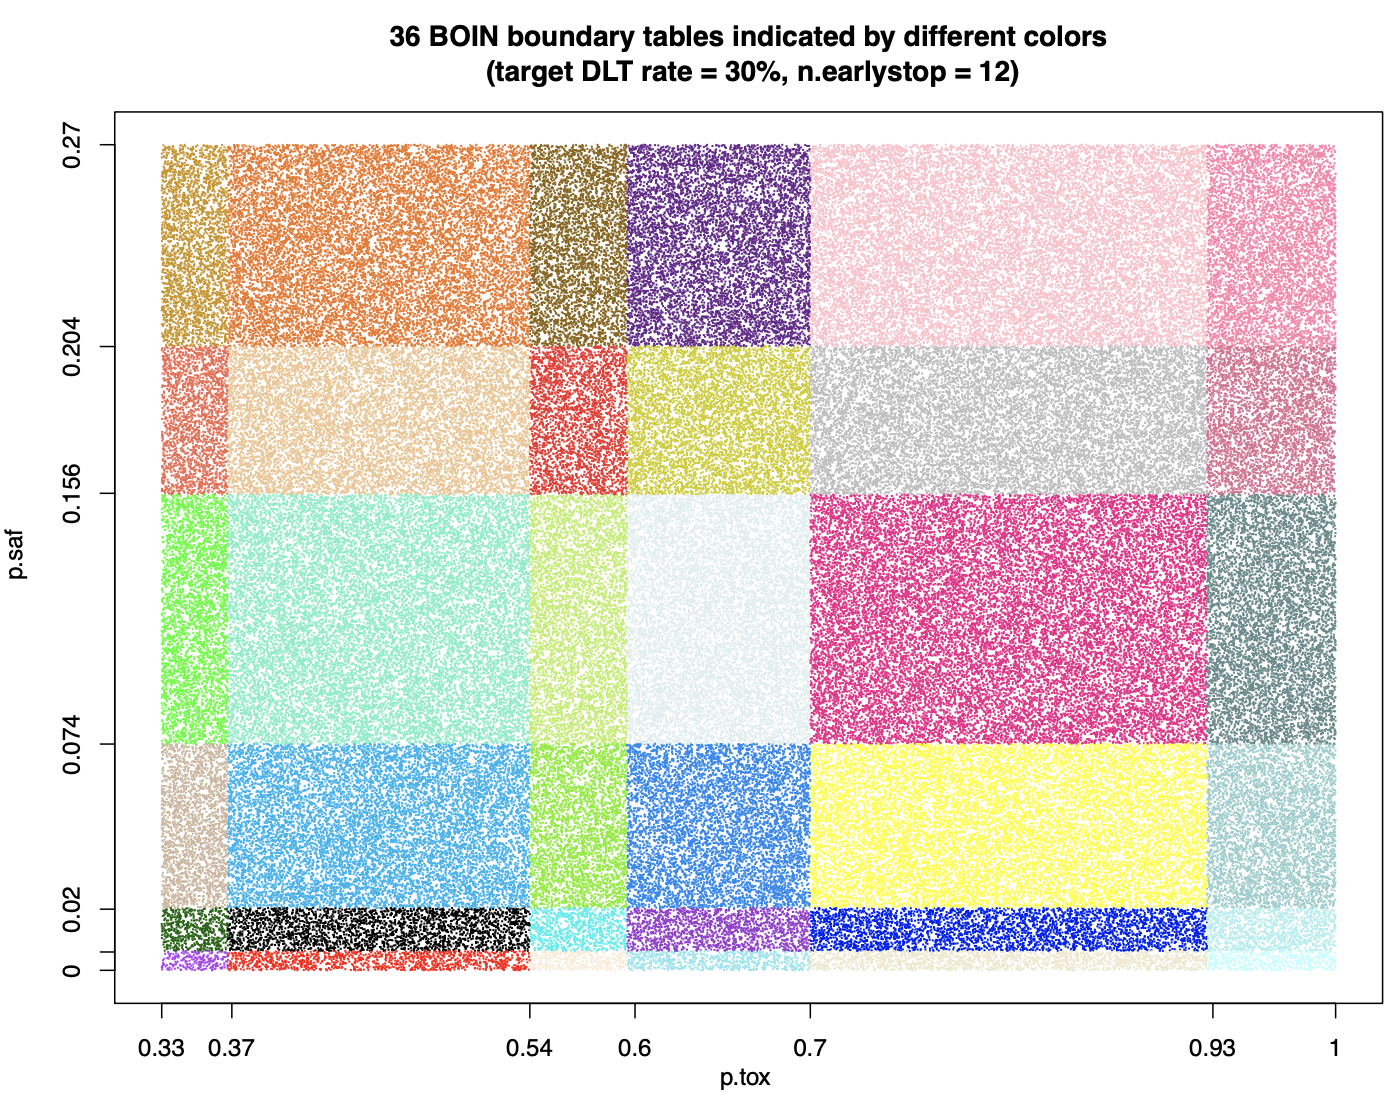 36 BOIN boundary tables indicated by different colors
(target DLT rate = 30%, n.earlystop = 12)
0.27
0.204
0.156
0.074
0.02
0
p.saf
0.33 0.37 0.54 0.6 0.7 0.93 1
p.tox